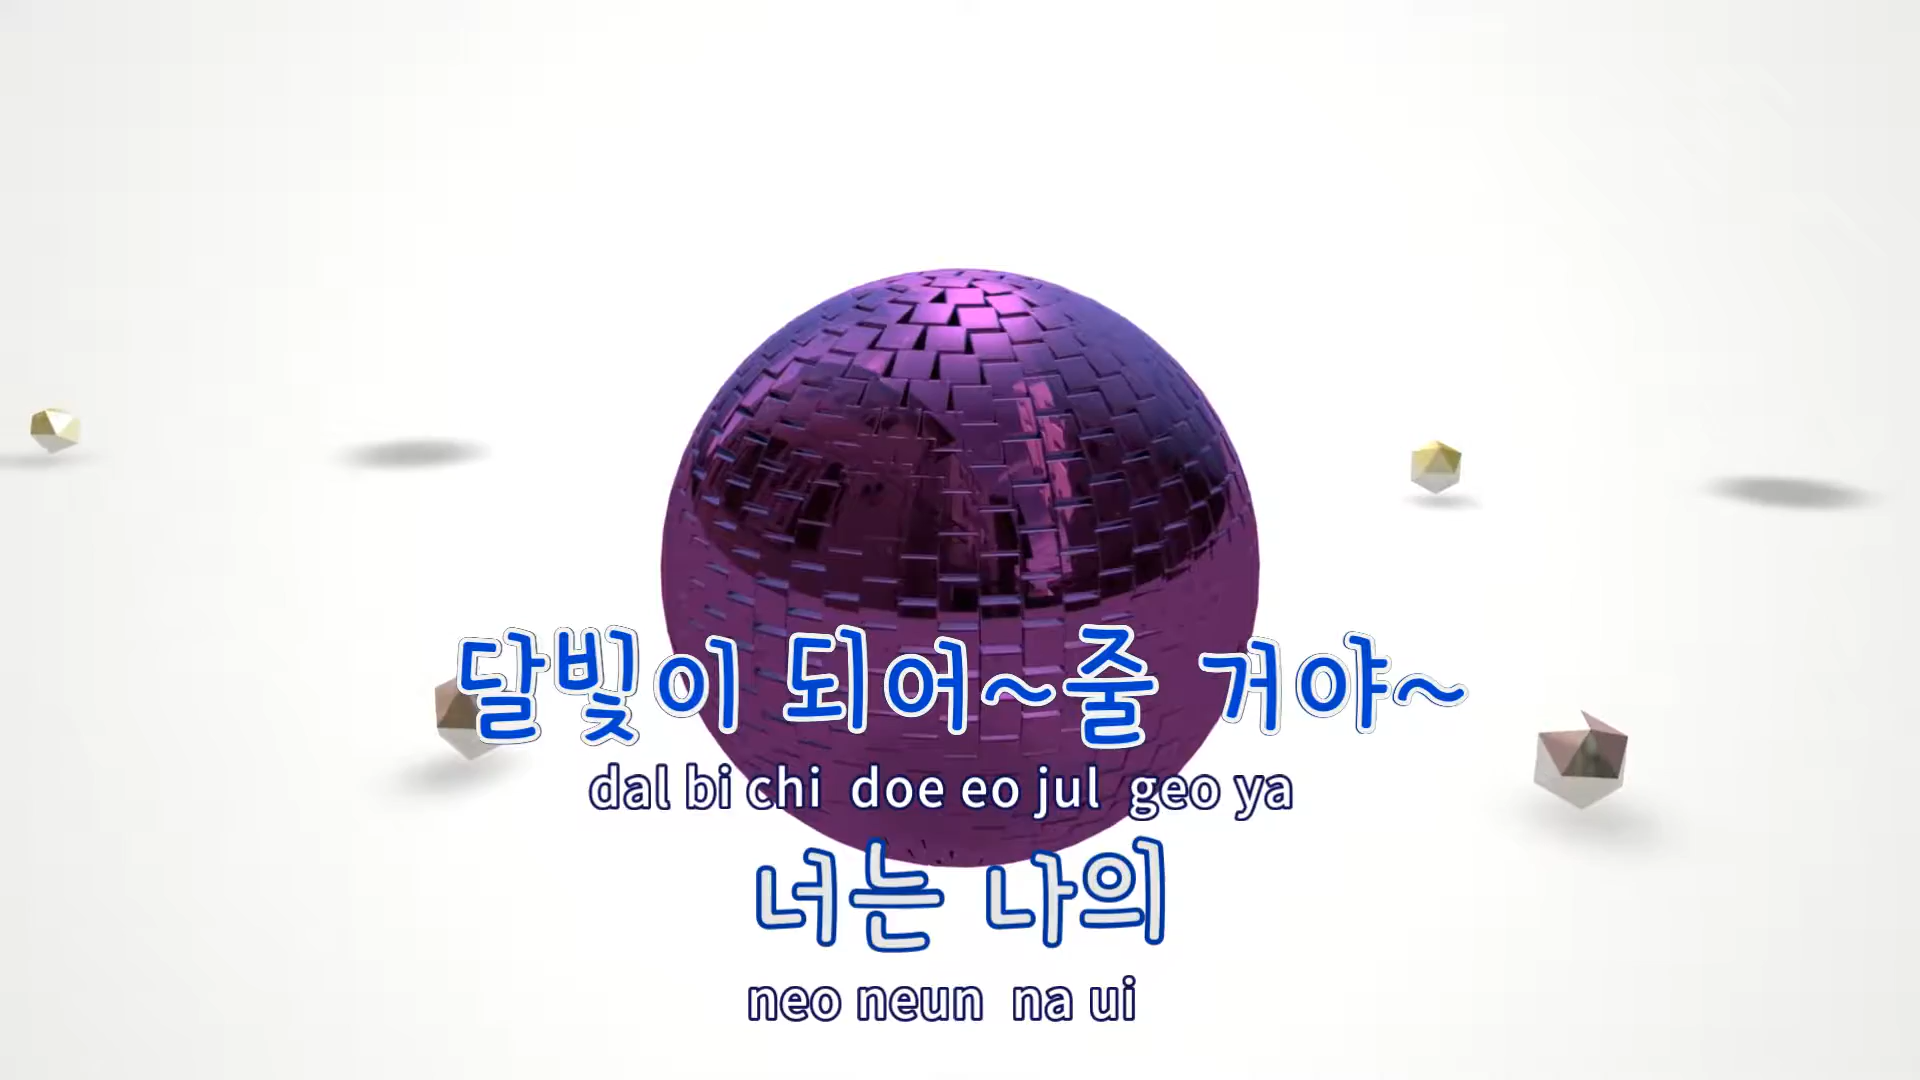 달빛이 되어~줄 거야~
dal bi chi doe eo jul geo ya
너는 나의
neo neun na ui